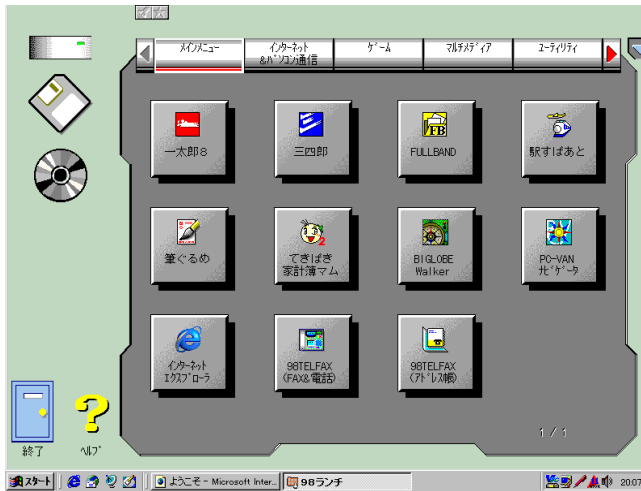 メインメニュー
インターネット
&パソコン通信
ゲーム
マルチメディア
ユーティリティ
一太郎8
三四郎
FULLBAND
駅すぱあと
筆ぐるめ
てきぱき
家計簿マム
BIGLOBE
Walker
PC-VAN
ナビゲータ
インターネット
エクスプローラ
98TELFAX
(FAX&電話)
98TELFAX
(アドレス帳)
1/1
終了
ヘルプ
スタート
ようこそ - Microsoft Inter...
98ランチ
20:07